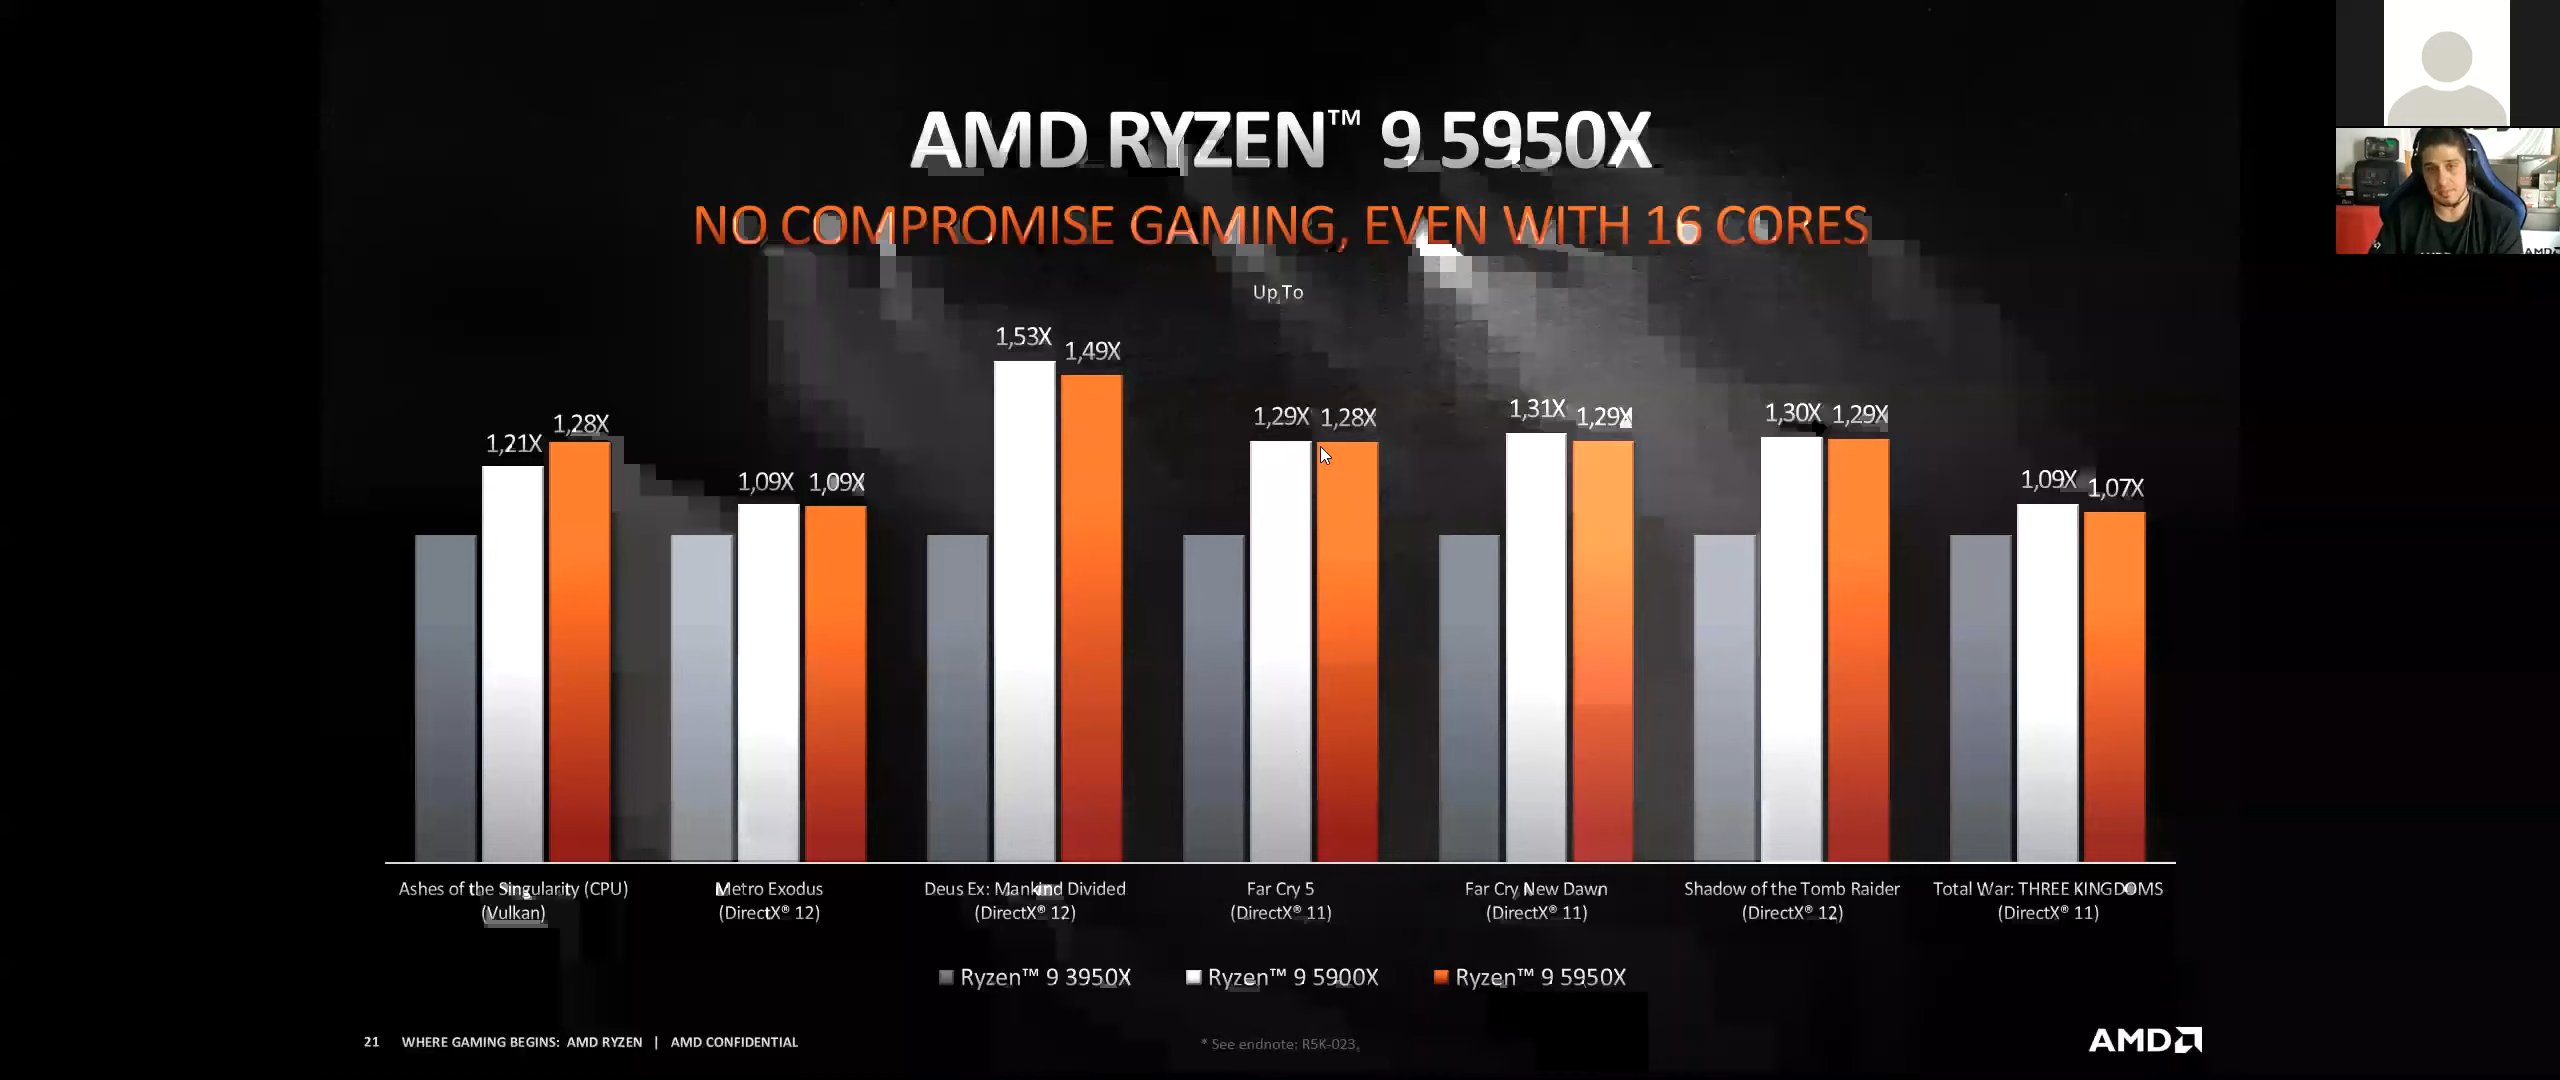 AMD RYZEN™ 9 5950X
NO COMPROMISE GAMING, EVEN WITH 16 CORES
Up To
1,21X 1,28X
1,09X 1,09X
1,53X 1,49X
1,29X 1,28X
1,31X 1,29X
1,30X 1,29X
1,09X 1,07X
Ashes of the Singularity (CPU)
(Vulkan)
Metro Exodus
(DirectX® 12)
Deus Ex: Mankind Divided
(DirectX® 12)
Far Cry 5
(DirectX® 11)
Far Cry New Dawn
(DirectX® 11)
Shadow of the Tomb Raider
(DirectX® 12)
Total War: THREE KINGDOMS
(DirectX® 11)
Ryzen™ 9 3950X Ryzen™ 9 5900X Ryzen™ 9 5950X
21 WHERE GAMING BEGINS: AMD RYZEN | AMD CONFIDENTIAL
* See endnote: R5K-023.
AMD